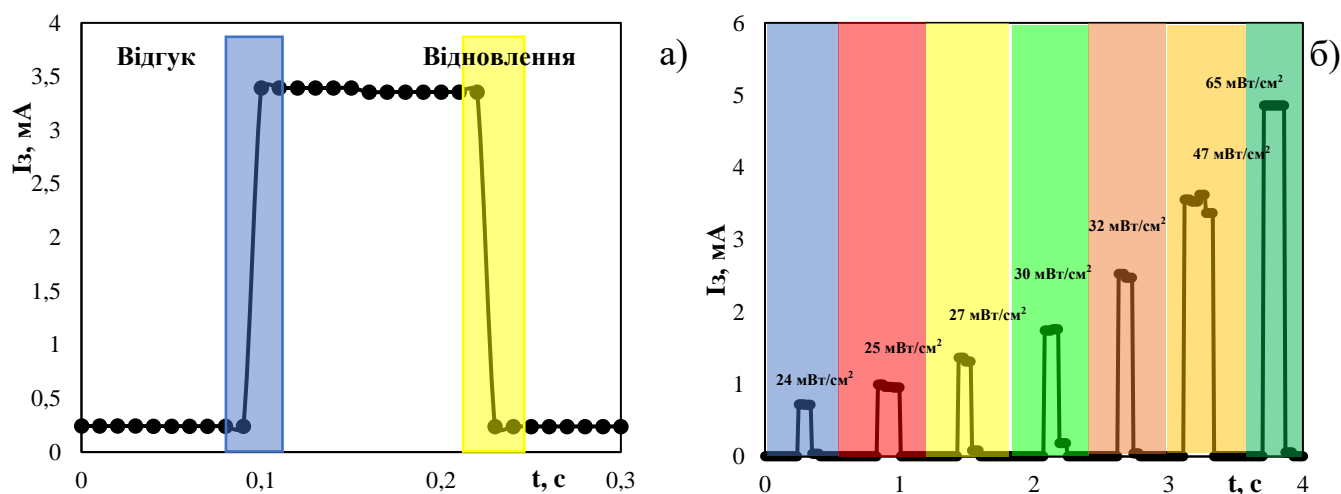 4
3,5
3
2,5
2
1,5
1
0,5
0
Iз, мА
Відгук
Відновлення
а)
0
0,1
0,2
t, с
0,3
6
5
4
3
2
1
0
Iз, мА
б)
65 мВт/см²
47 мВт/см²
32 мВт/см²
30 мВт/см²
27 мВт/см²
25 мВт/см²
24 мВт/см²
0
1
2
3
t, с
4